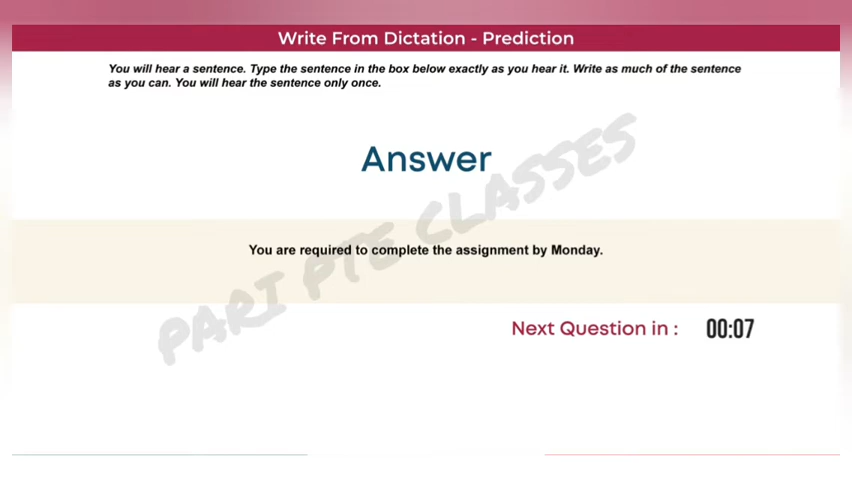 Write From Dictation - Prediction
You will hear a sentence. Type the sentence in the box below exactly as you hear it. Write as much of the sentence
as you can. You will hear the sentence only once.
Answer
You are required to complete the assignment by Monday.
PARI PTE CLASSES
Next Question in : 00:07